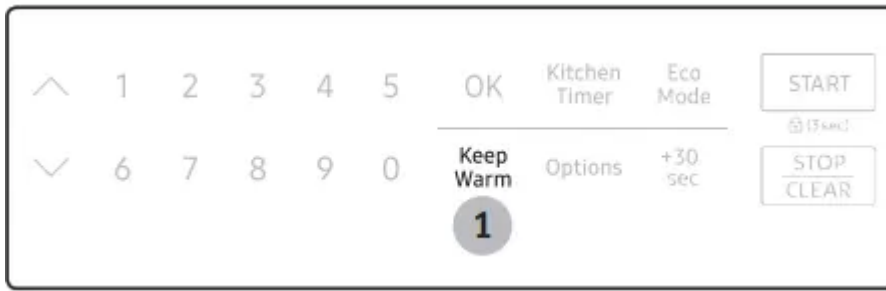 1 2 3 4 5 OK Kitchen Timer Eco Mode START
(3 sec)
6 7 8 9 0 Keep Warm Options +30 sec STOP CLEAR
1